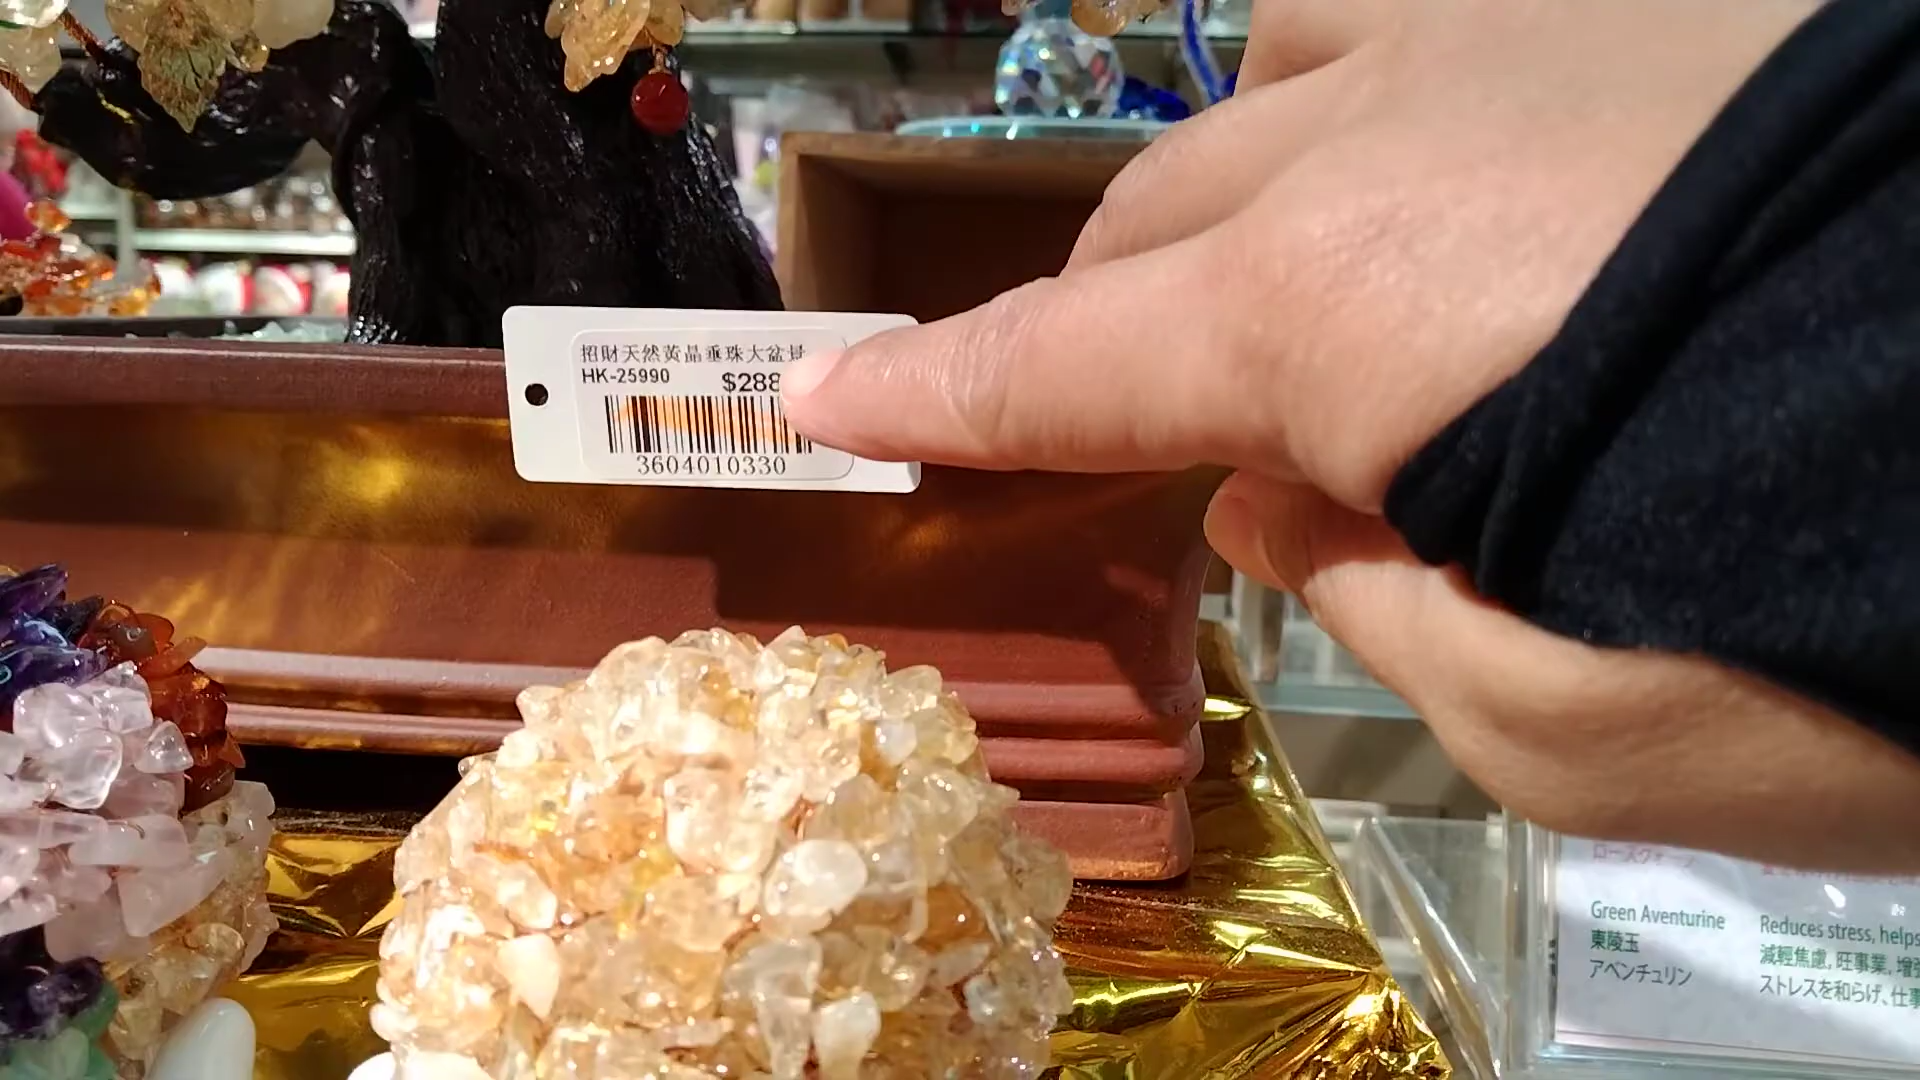 招財天然黃晶垂珠大盆景
HK-25990
$288
3604010330
Green Aventurine
東陵玉
アベンチュリン
Reduces stress, helps
減輕焦慮, 旺事業, 增強
ストレスを和らげ、仕事